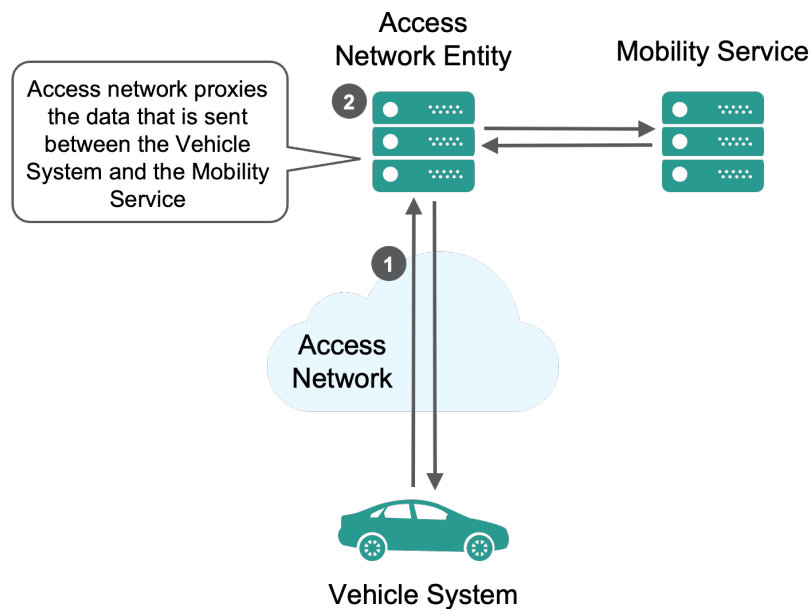 Access
Network Entity
Mobility Service
Access network proxies
the data that is sent
between the Vehicle
System and the Mobility
Service
2
1
Access
Network
Vehicle System